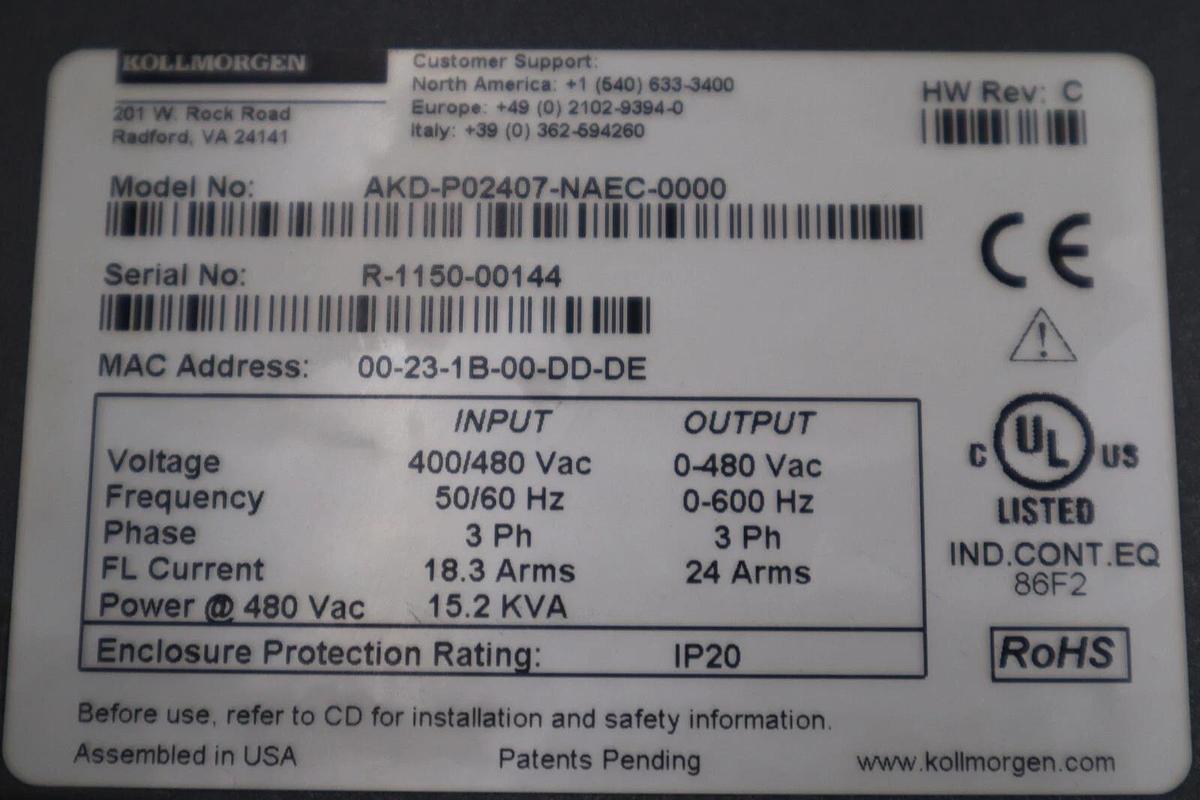 KOLLMORGEN
201 W. Rock Road
Radford, VA 24141
Customer Support:
North America: +1 (540) 633-3400
Europe: +49 (0) 2102-9394-0
Italy: +39 (0) 362-594260
HW Rev: C
Model No: AKD-P02407-NAEC-0000
Serial No: R-1150-00144
MAC Address: 00-23-1B-00-DD-DE
INPUT OUTPUT
Voltage 400/480 Vac 0-480 Vac
Frequency 50/60 Hz 0-600 Hz
Phase 3 Ph 3 Ph
FL Current 18.3 Arms 24 Arms
Power @ 480 Vac 15.2 KVA
Enclosure Protection Rating: IP20
CE
C UL US
LISTED
IND.CONT.EQ
86F2
RoHS
Before use, refer to CD for installation and safety information.
Assembled in USA Patents Pending www.kollmorgen.com